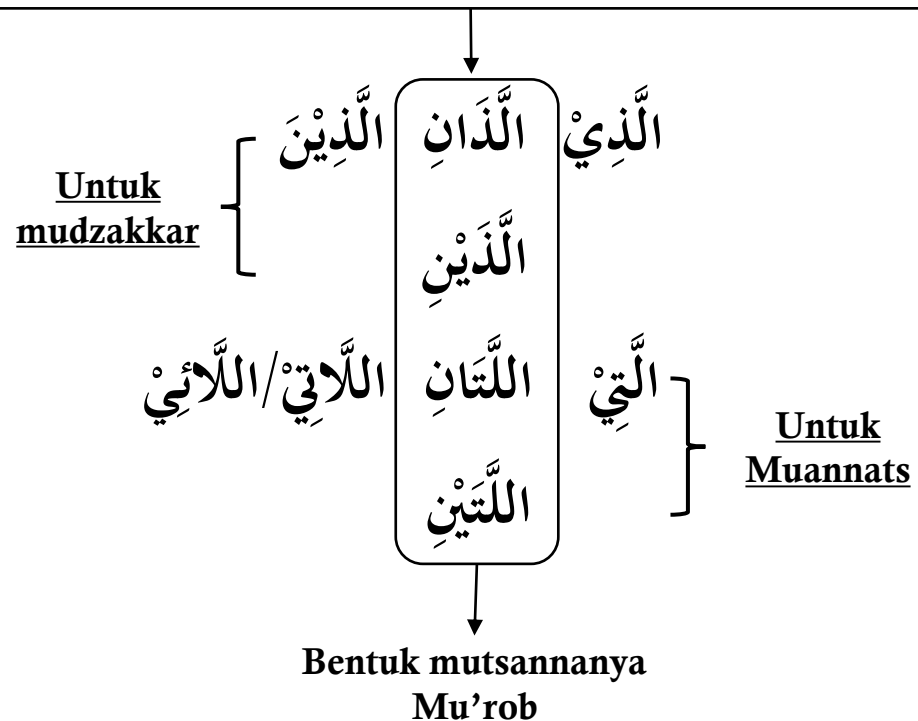 الَّذِيْ الَّذَانِ الَّذِيْنَ
Untuk
mudzakkar
الَّذَيْنِ
الَّتِيْ اللَّتَانِ اللَّاتِيْ/اللَّائِيْ
Untuk
Muannats
اللَّتَيْنِ
Bentuk mutsannanya
Mu’rob